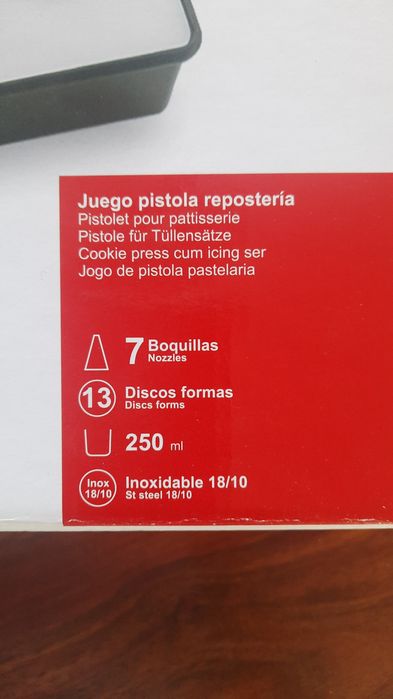 Juego pistola repostería
Pistolet pour pattisserie
Pistole für Tüllensätze
Cookie press cum icing ser
Jogo de pistola pastelaria
7 Boquillas
Nozzles
13 Discos formas
Discs forms
250 ml
Inox
18/10
Inoxidable 18/10
St steel 18/10